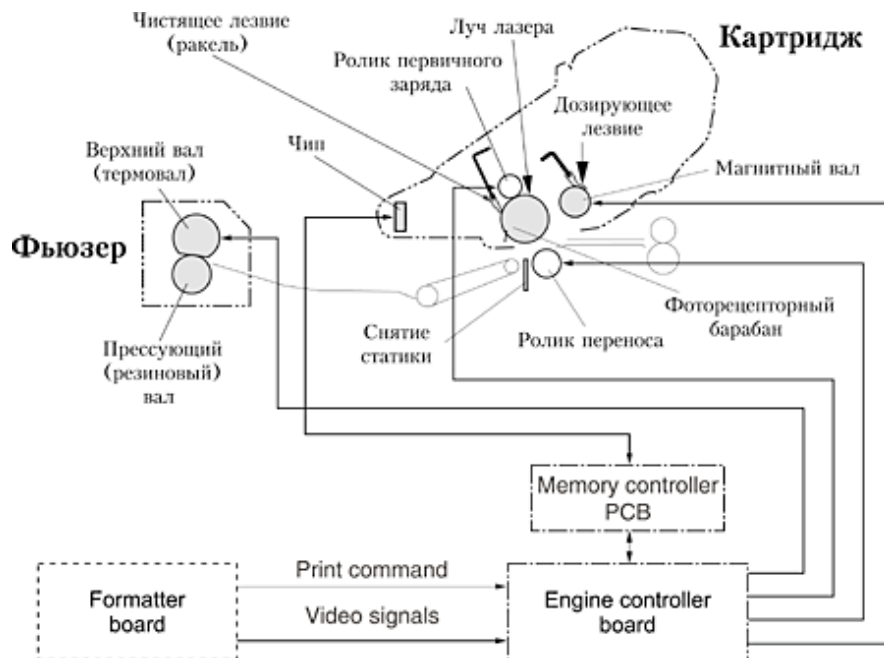 Чистящее лезвие
(ракель)
Луч лазера
Картридж
Ролик первичного
заряда
Дозирующее
лезвие
Чип
Верхний вал
(термовал)
Магнитный вал
Фьюзер
Фоторецепторный
барабан
Снятие
статики
Ролик переноса
Прессующий
(резиновый)
вал
Memory controller
PCB
Print command
Formatter
board
Video signals
Engine controller
board